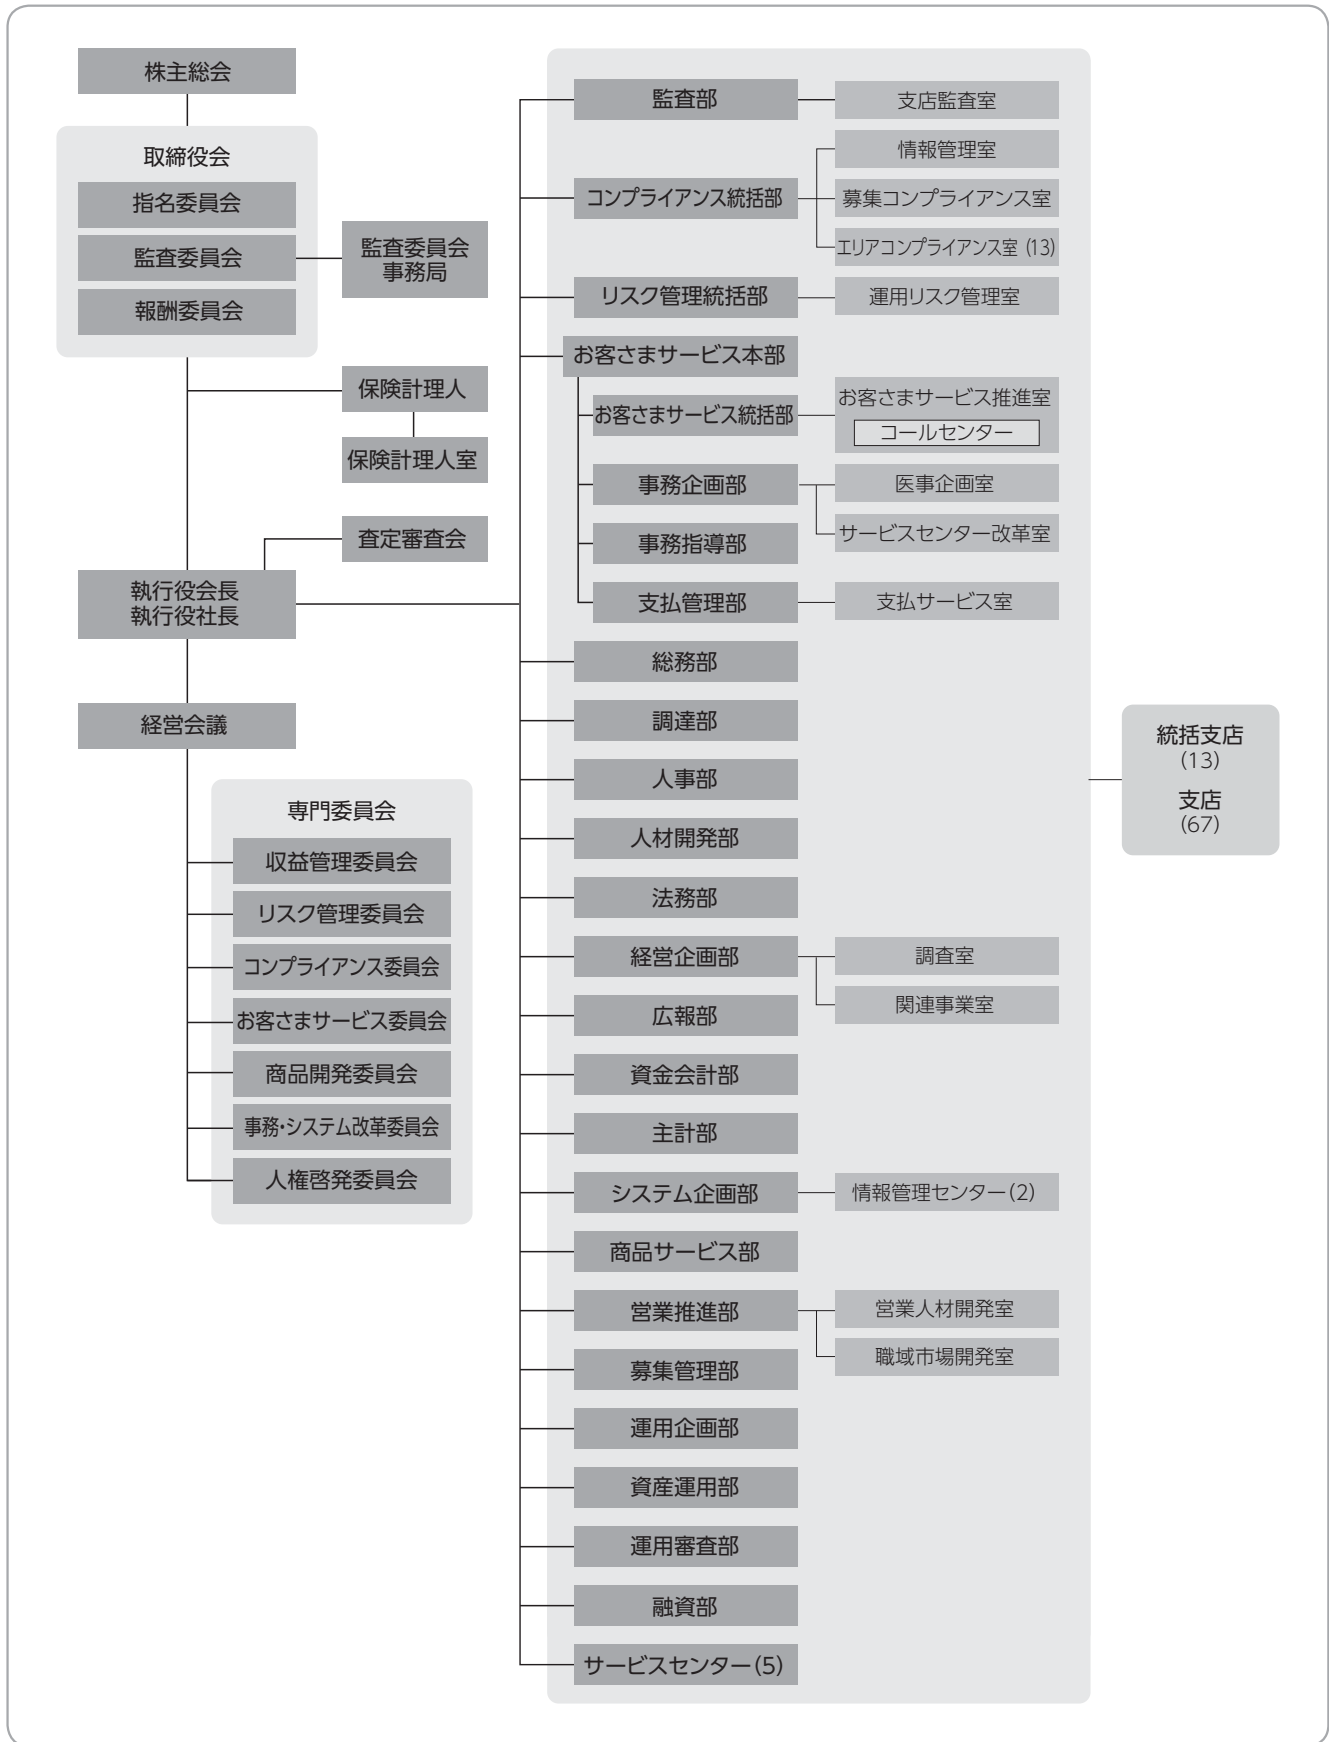 株主総会
取締役会
指名委員会
監査委員会
報酬委員会
監査委員会
事務局
保険計理人
保険計理人室
査定審査会
執行役会長
執行役社長
経営会議
専門委員会
収益管理委員会
リスク管理委員会
コンプライアンス委員会
お客さまサービス委員会
商品開発委員会
事務・システム改革委員会
人権啓発委員会
監査部
支店監査室
コンプライアンス統括部
情報管理室
募集コンプライアンス室
エリアコンプライアンス室(13)
リスク管理統括部
運用リスク管理室
お客さまサービス本部
お客さまサービス統括部
お客さまサービス推進室
コールセンター
事務企画部
医事企画室
サービスセンター改革室
事務指導部
支払管理部
支払サービス室
総務部
調達部
人事部
人材開発部
法務部
経営企画部
調査室
関連事業室
広報部
資金会計部
主計部
システム企画部
情報管理センター(2)
商品サービス部
営業推進部
営業人材開発室
職域市場開発室
募集管理部
運用企画部
資産運用部
運用審査部
融資部
サービスセンター(5)
統括支店
(13)
支店
(67)